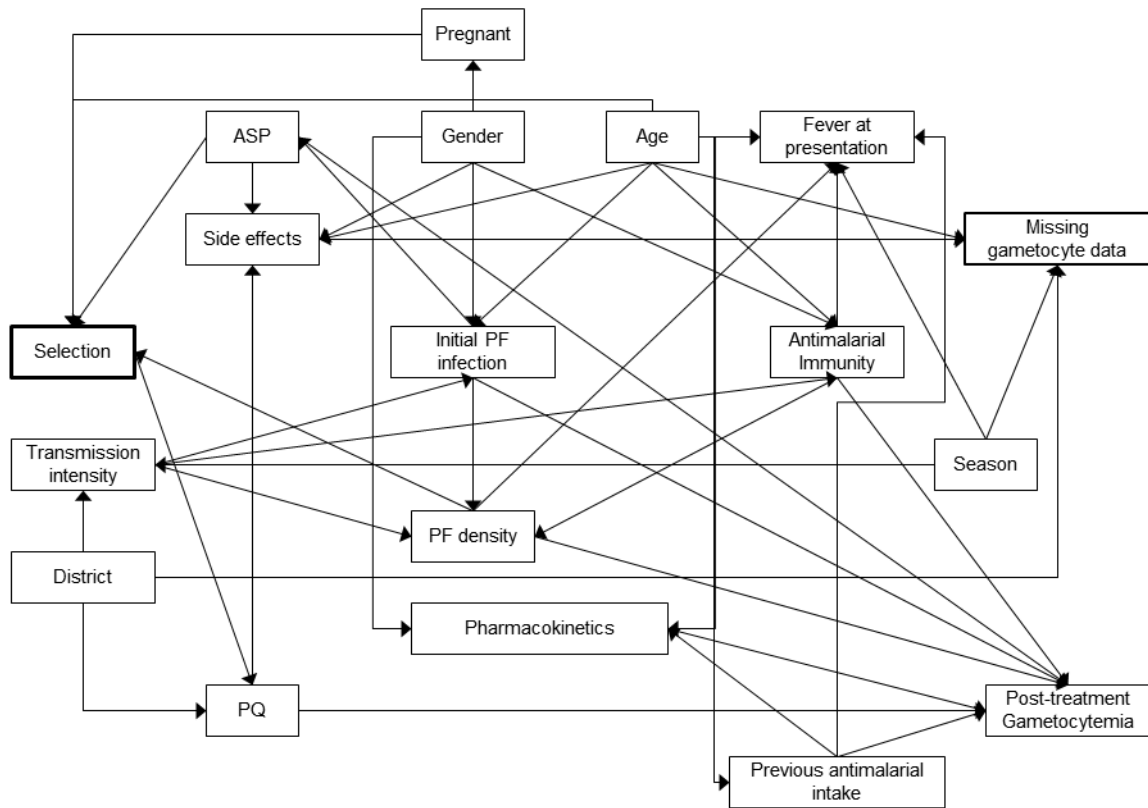 Pregnant
ASP
Gender
Age
Fever at
presentation
Side effects
Missing
gametocyte data
Selection
Initial PF
infection
Antimalarial
Immunity
Transmission
intensity
Season
PF density
District
Pharmacokinetics
PQ
Post-treatment
Gametocytemia
Previous antimalarial
intake